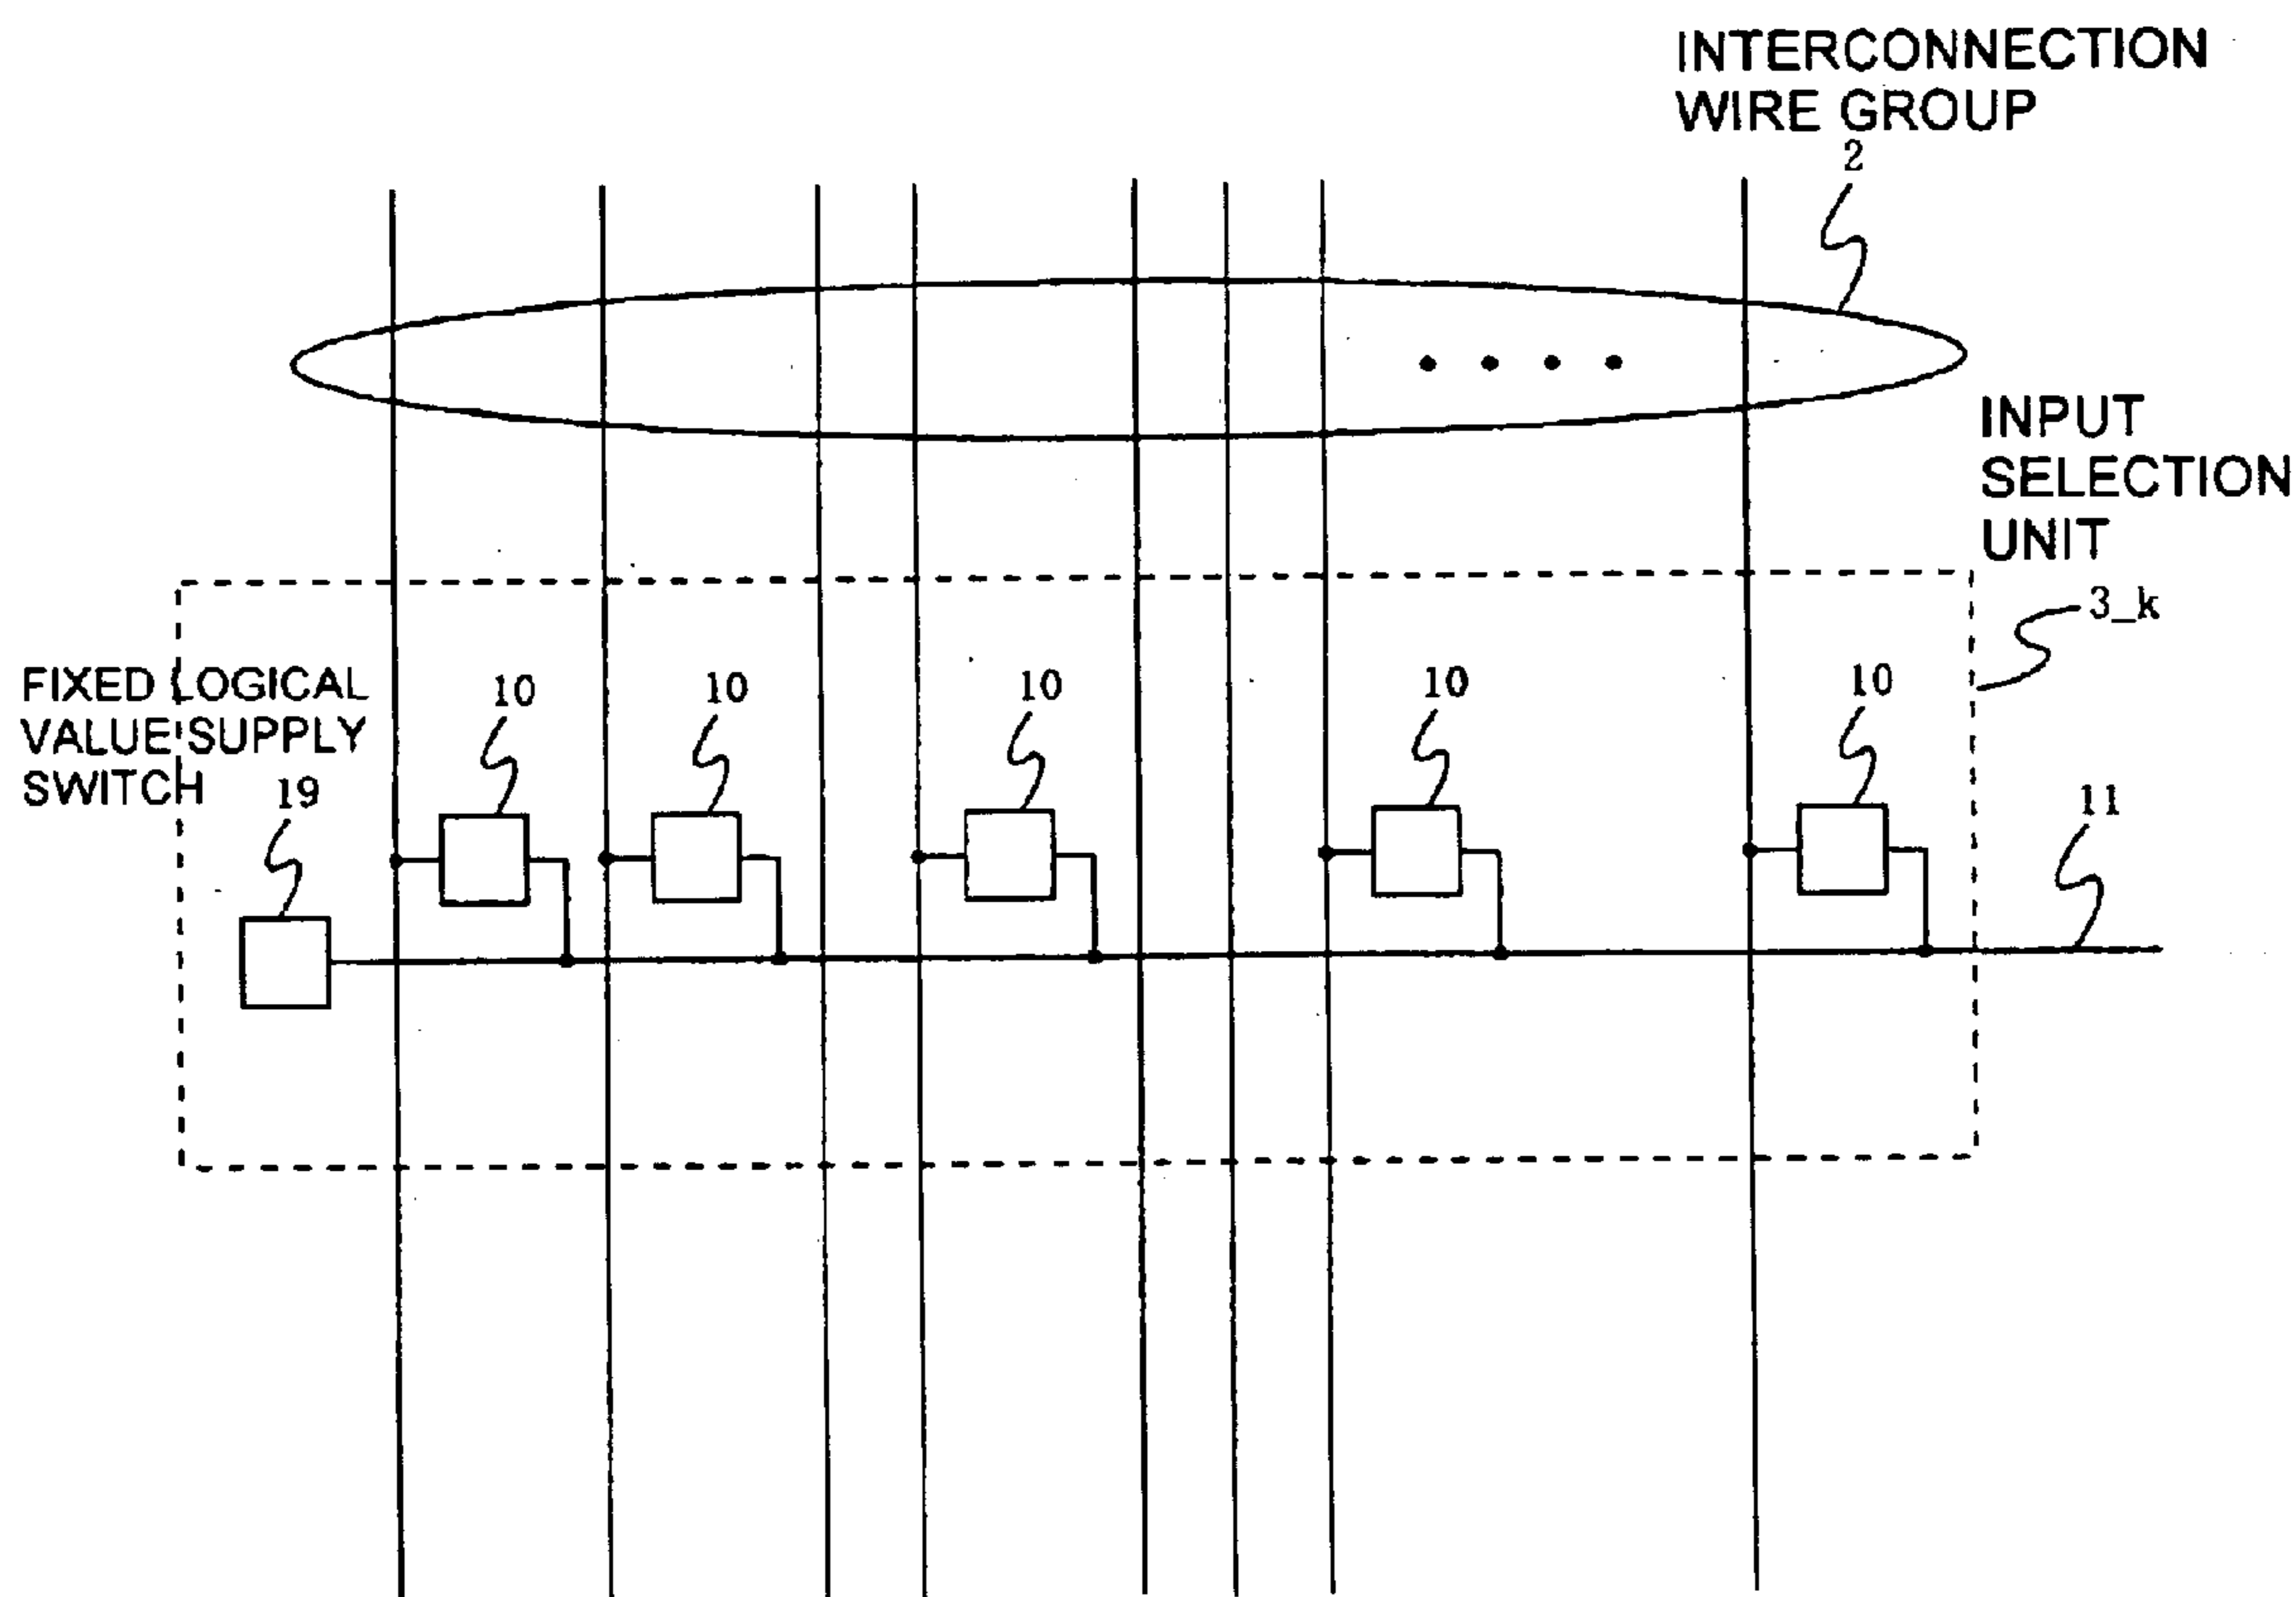 INTERCONNECTION
WIRE GROUP
2
INPUT
SELECTION
UNIT
3_k
FIXED LOGICAL
VALUE SUPPLY
SWITCH
19
10
10
10
10
10
11